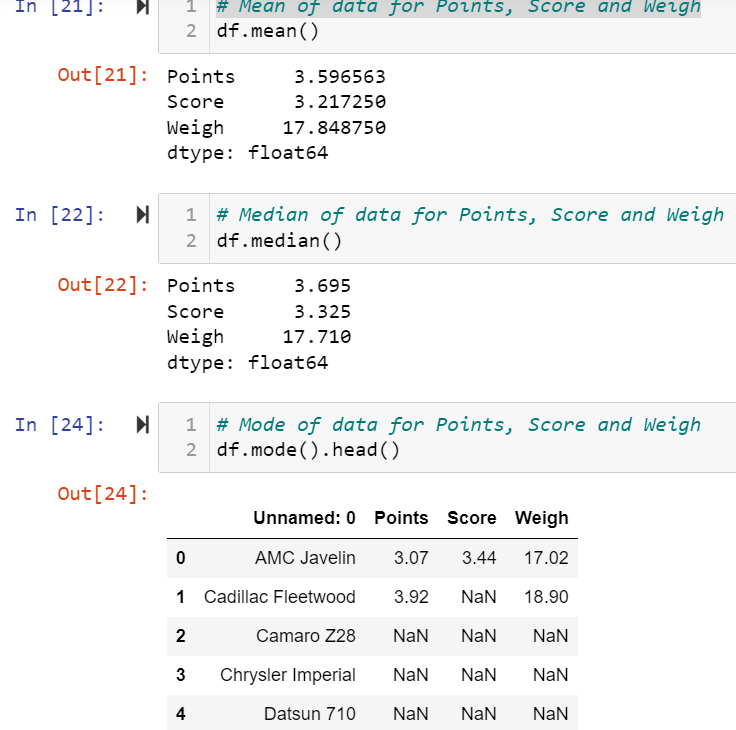 In [21]: 1 # Mean of data for Points, Score and Weigh
2 df.mean()
Out[21]: Points 3.596563
Score 3.217250
Weigh 17.848750
dtype: float64
In [22]: 1 # Median of data for Points, Score and Weigh
2 df.median()
Out[22]: Points 3.695
Score 3.325
Weigh 17.710
dtype: float64
In [24]: 1 # Mode of data for Points, Score and Weigh
2 df.mode().head()
Out[24]:
Unnamed: 0 Points Score Weigh
0 AMC Javelin 3.07 3.44 17.02
1 Cadillac Fleetwood 3.92 NaN 18.90
2 Camaro Z28 NaN NaN NaN
3 Chrysler Imperial NaN NaN NaN
4 Datsun 710 NaN NaN NaN